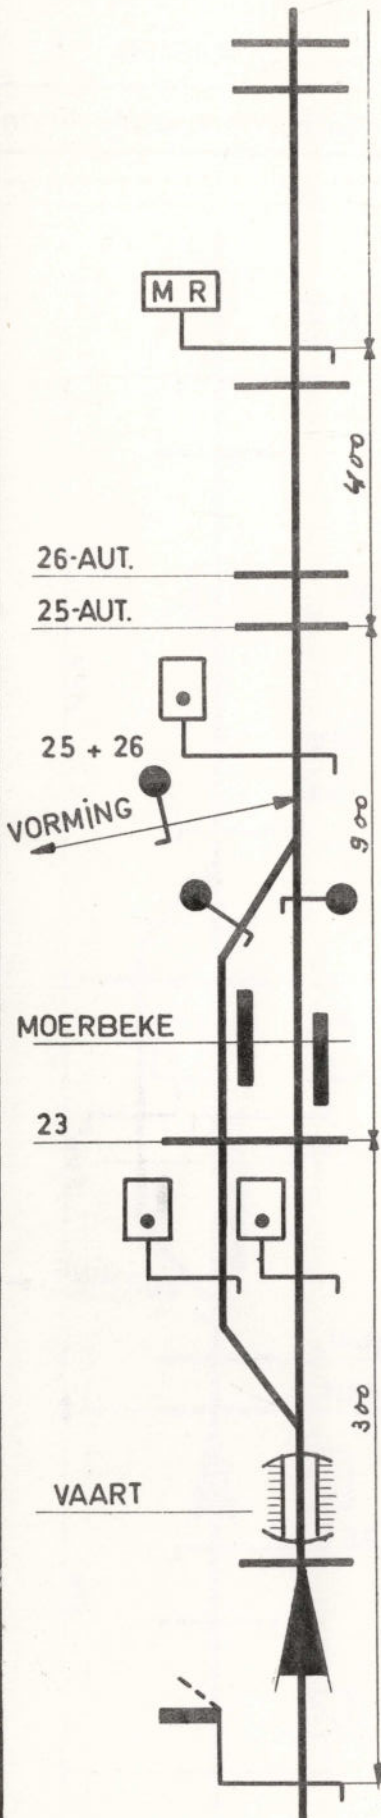 M R
400
26-AUT.
25-AUT.
25 + 26
VORMING
900
MOERBEKE
23
300
VAART